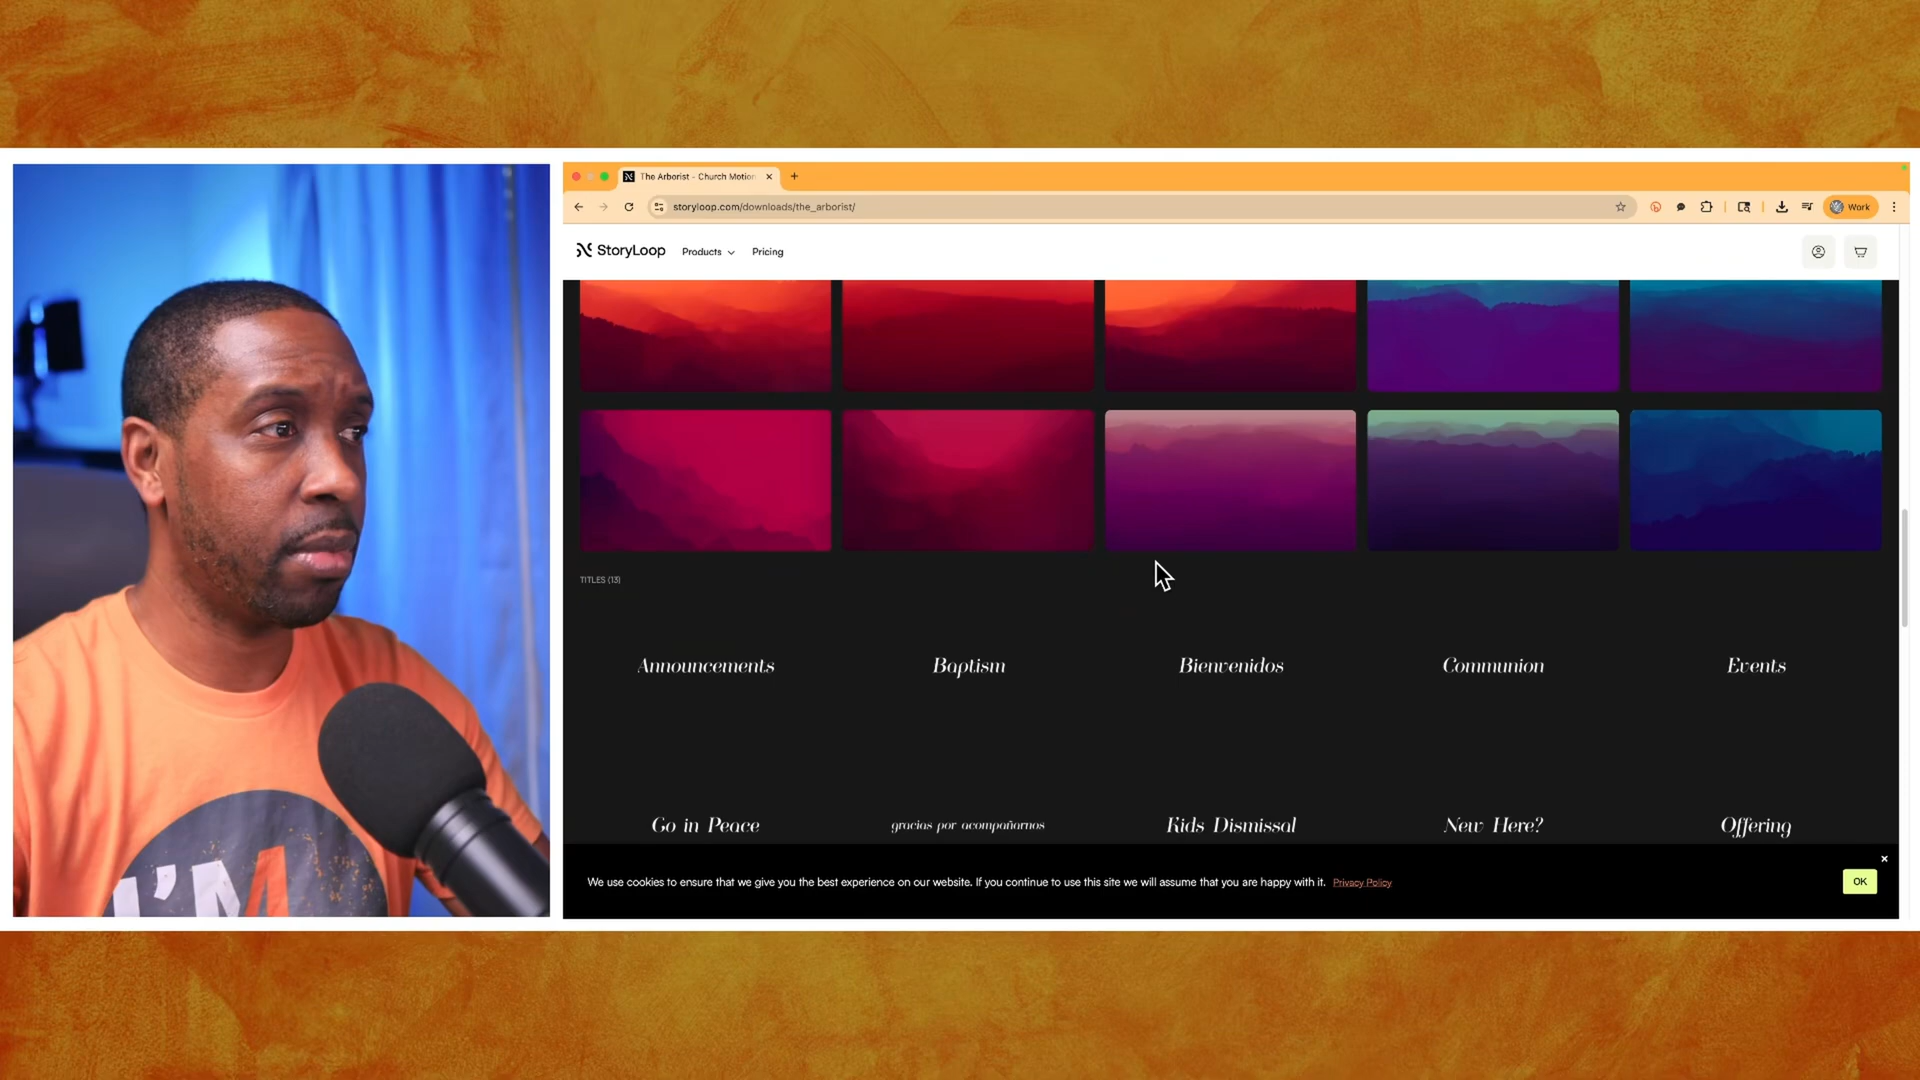 The Arborist - Church Motion
storyloop.com/downloads/the_arborist/
Work
StoryLoop
Products
Pricing
TITLES (13)
Announcements
Baptism
Bienvenidos
Communion
Events
Go in Peace
gracias por acompañarnos
Kids Dismissal
New Here?
Offering
We use cookies to ensure that we give you the best experience on our website. If you continue to use this site we will assume that you are happy with it. Privacy Policy
OK
I'M